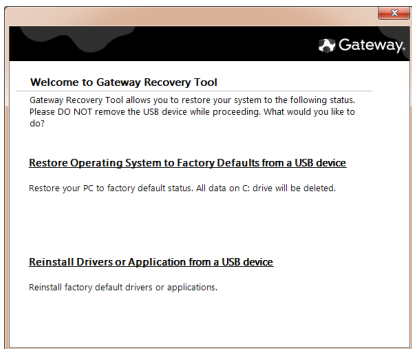 Gateway.
Welcome to Gateway Recovery Tool
Gateway Recovery Tool allows you to restore your system to the following status.
Please DO NOT remove the USB device while proceeding. What would you like to
do?
Restore Operating System to Factory Defaults from a USB device
Restore your PC to factory default status. All data on C: drive will be deleted.
Reinstall Drivers or Application from a USB device
Reinstall factory default drivers or applications.